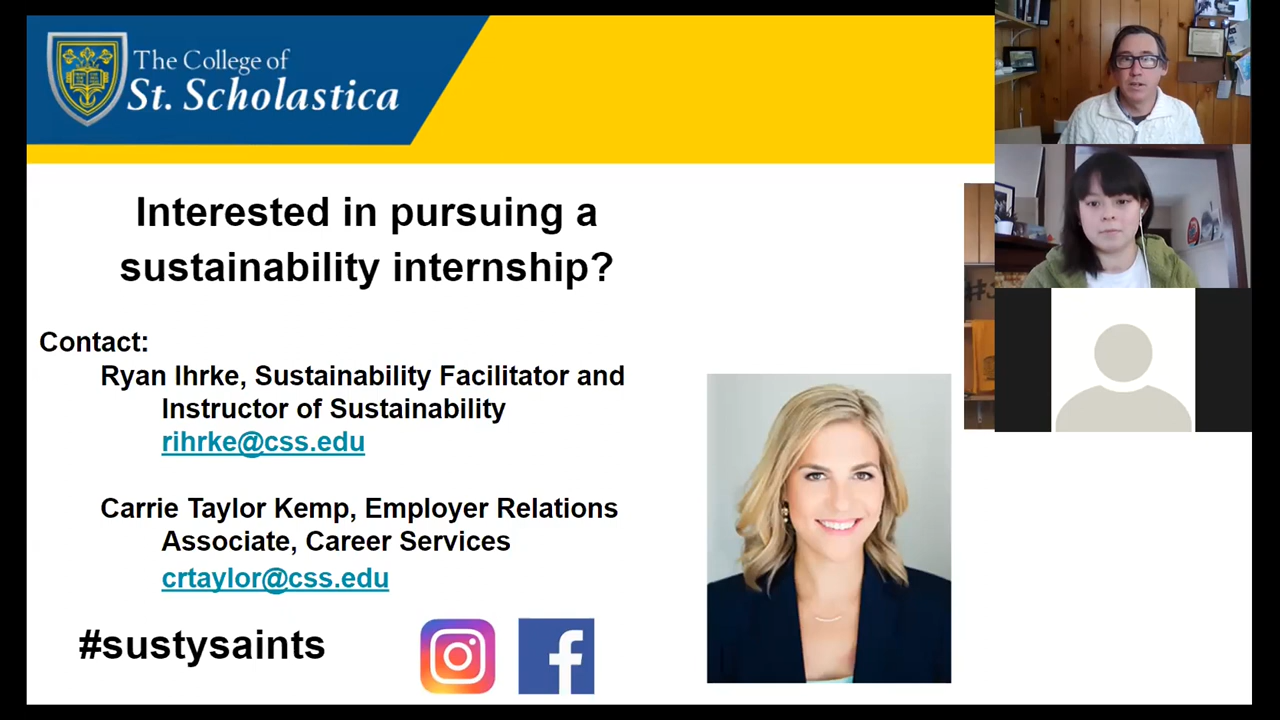 The College of
St. Scholastica
Interested in pursuing a
sustainability internship?
Contact:
Ryan Ihrke, Sustainability Facilitator and
Instructor of Sustainability
rihrke@css.edu
Carrie Taylor Kemp, Employer Relations
Associate, Career Services
crtaylor@css.edu
#sustysaints